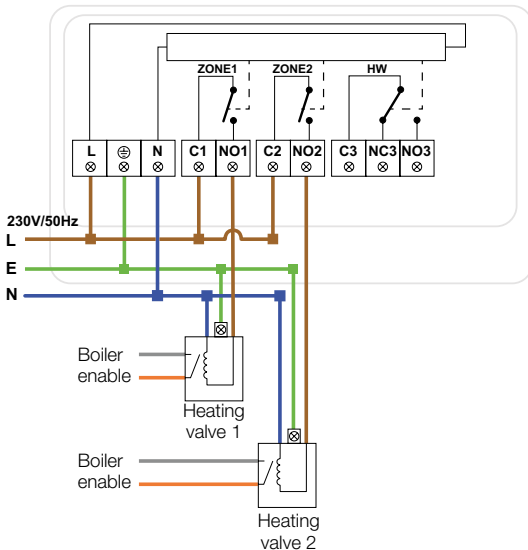 ZONE1 ZONE2 HW
L N C1 NO1 C2 NO2 C3 NC3 NO3
230V/50Hz
L
E
N
Boiler
enable
Heating
valve 1
Boiler
enable
Heating
valve 2